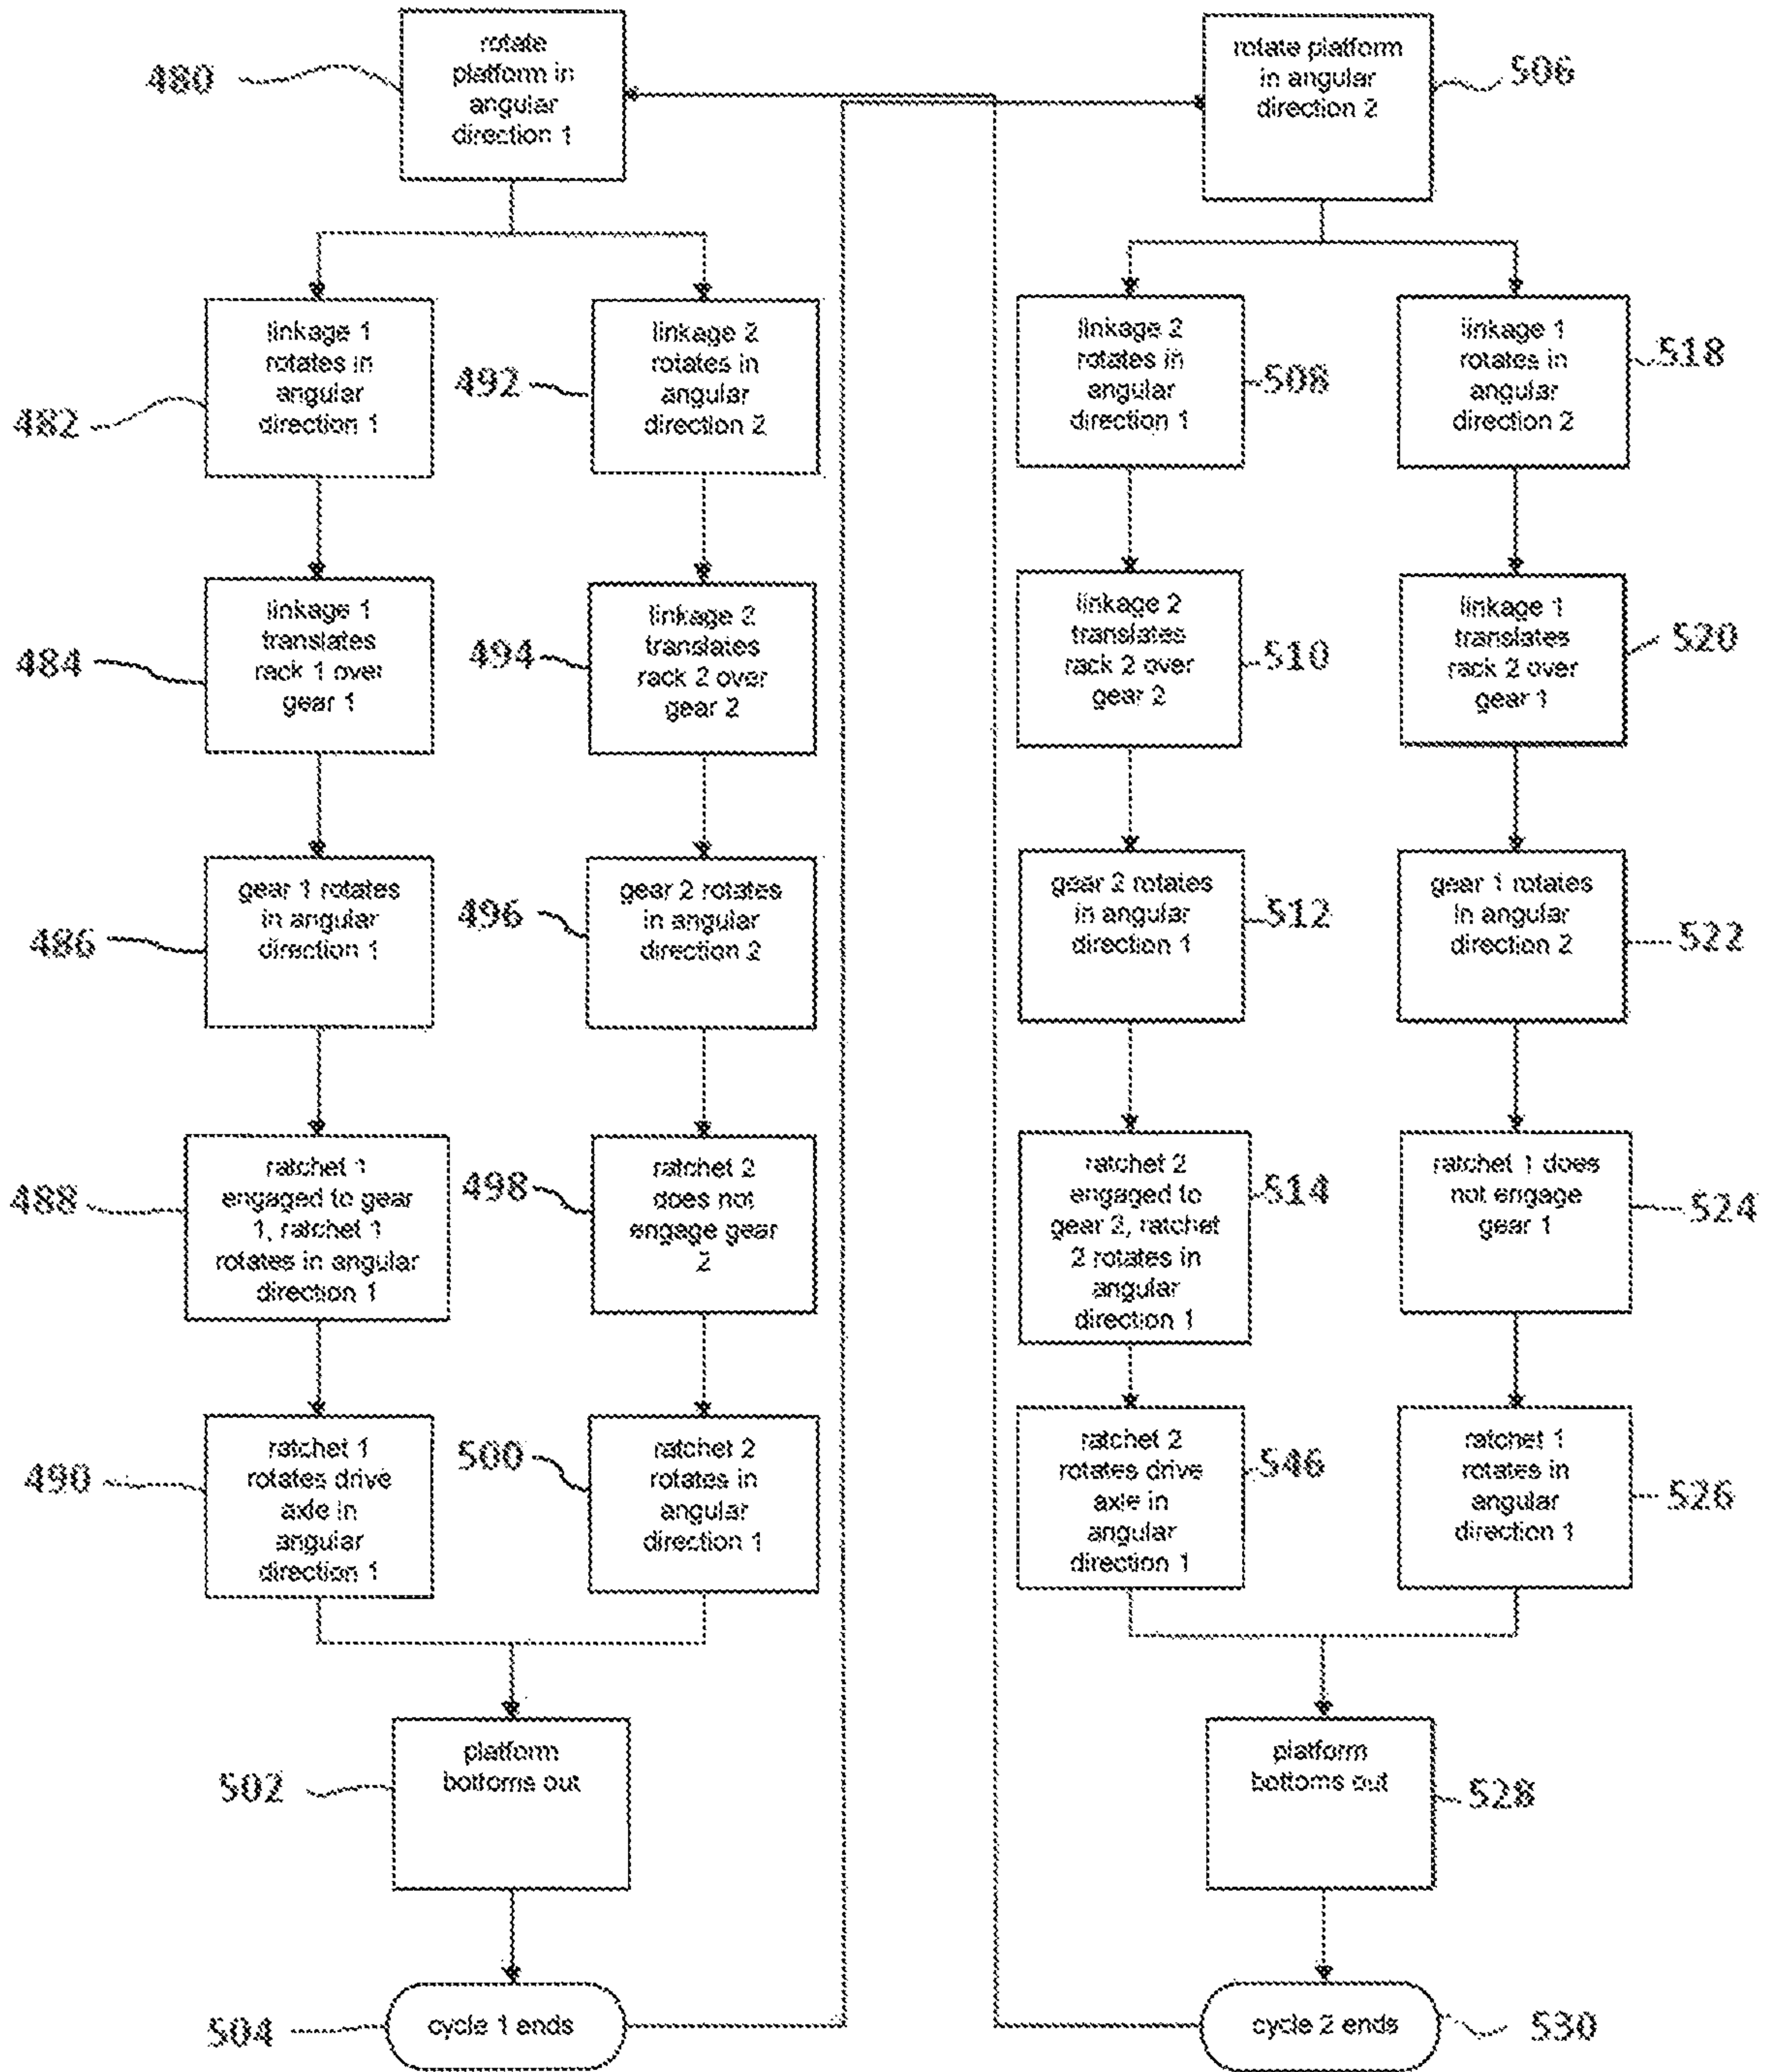 480
rotate
platform in
angular
direction 1
rotate platform
in angular
direction 2
506
482
linkage 1
rotates in
angular
direction 1
492
linkage 2
rotates in
angular
direction 2
linkage 2
rotates in
angular
direction 1
508
linkage 1
rotates in
angular
direction 2
518
484
linkage 1
translates
rack 1 over
gear 1
494
linkage 2
translates
rack 2 over
gear 2
linkage 2
translates
rack 2 over
gear 2
510
linkage 1
translates
rack 2 over
gear 1
520
486
gear 1 rotates
in angular
direction 1
496
gear 2 rotates
in angular
direction 2
gear 2 rotates
in angular
direction 1
512
gear 1 rotates
in angular
direction 2
522
488
ratchet 1
engaged to gear
1, ratchet 1
rotates in angular
direction 1
498
ratchet 2
does not
engage gear
2
ratchet 2
engaged to
gear 2, ratchet
2 rotates in
angular
direction 1
514
ratchet 1 does
not engage
gear 1
524
490
ratchet 1
rotates drive
axle in
angular
direction 1
500
ratchet 2
rotates in
angular
direction 1
ratchet 2
rotates drive
axle in
angular
direction 1
546
ratchet 1
rotates in
angular
direction 1
526
502
platform
bottoms out
platform
bottoms out
528
504
cycle 1 ends
cycle 2 ends
530